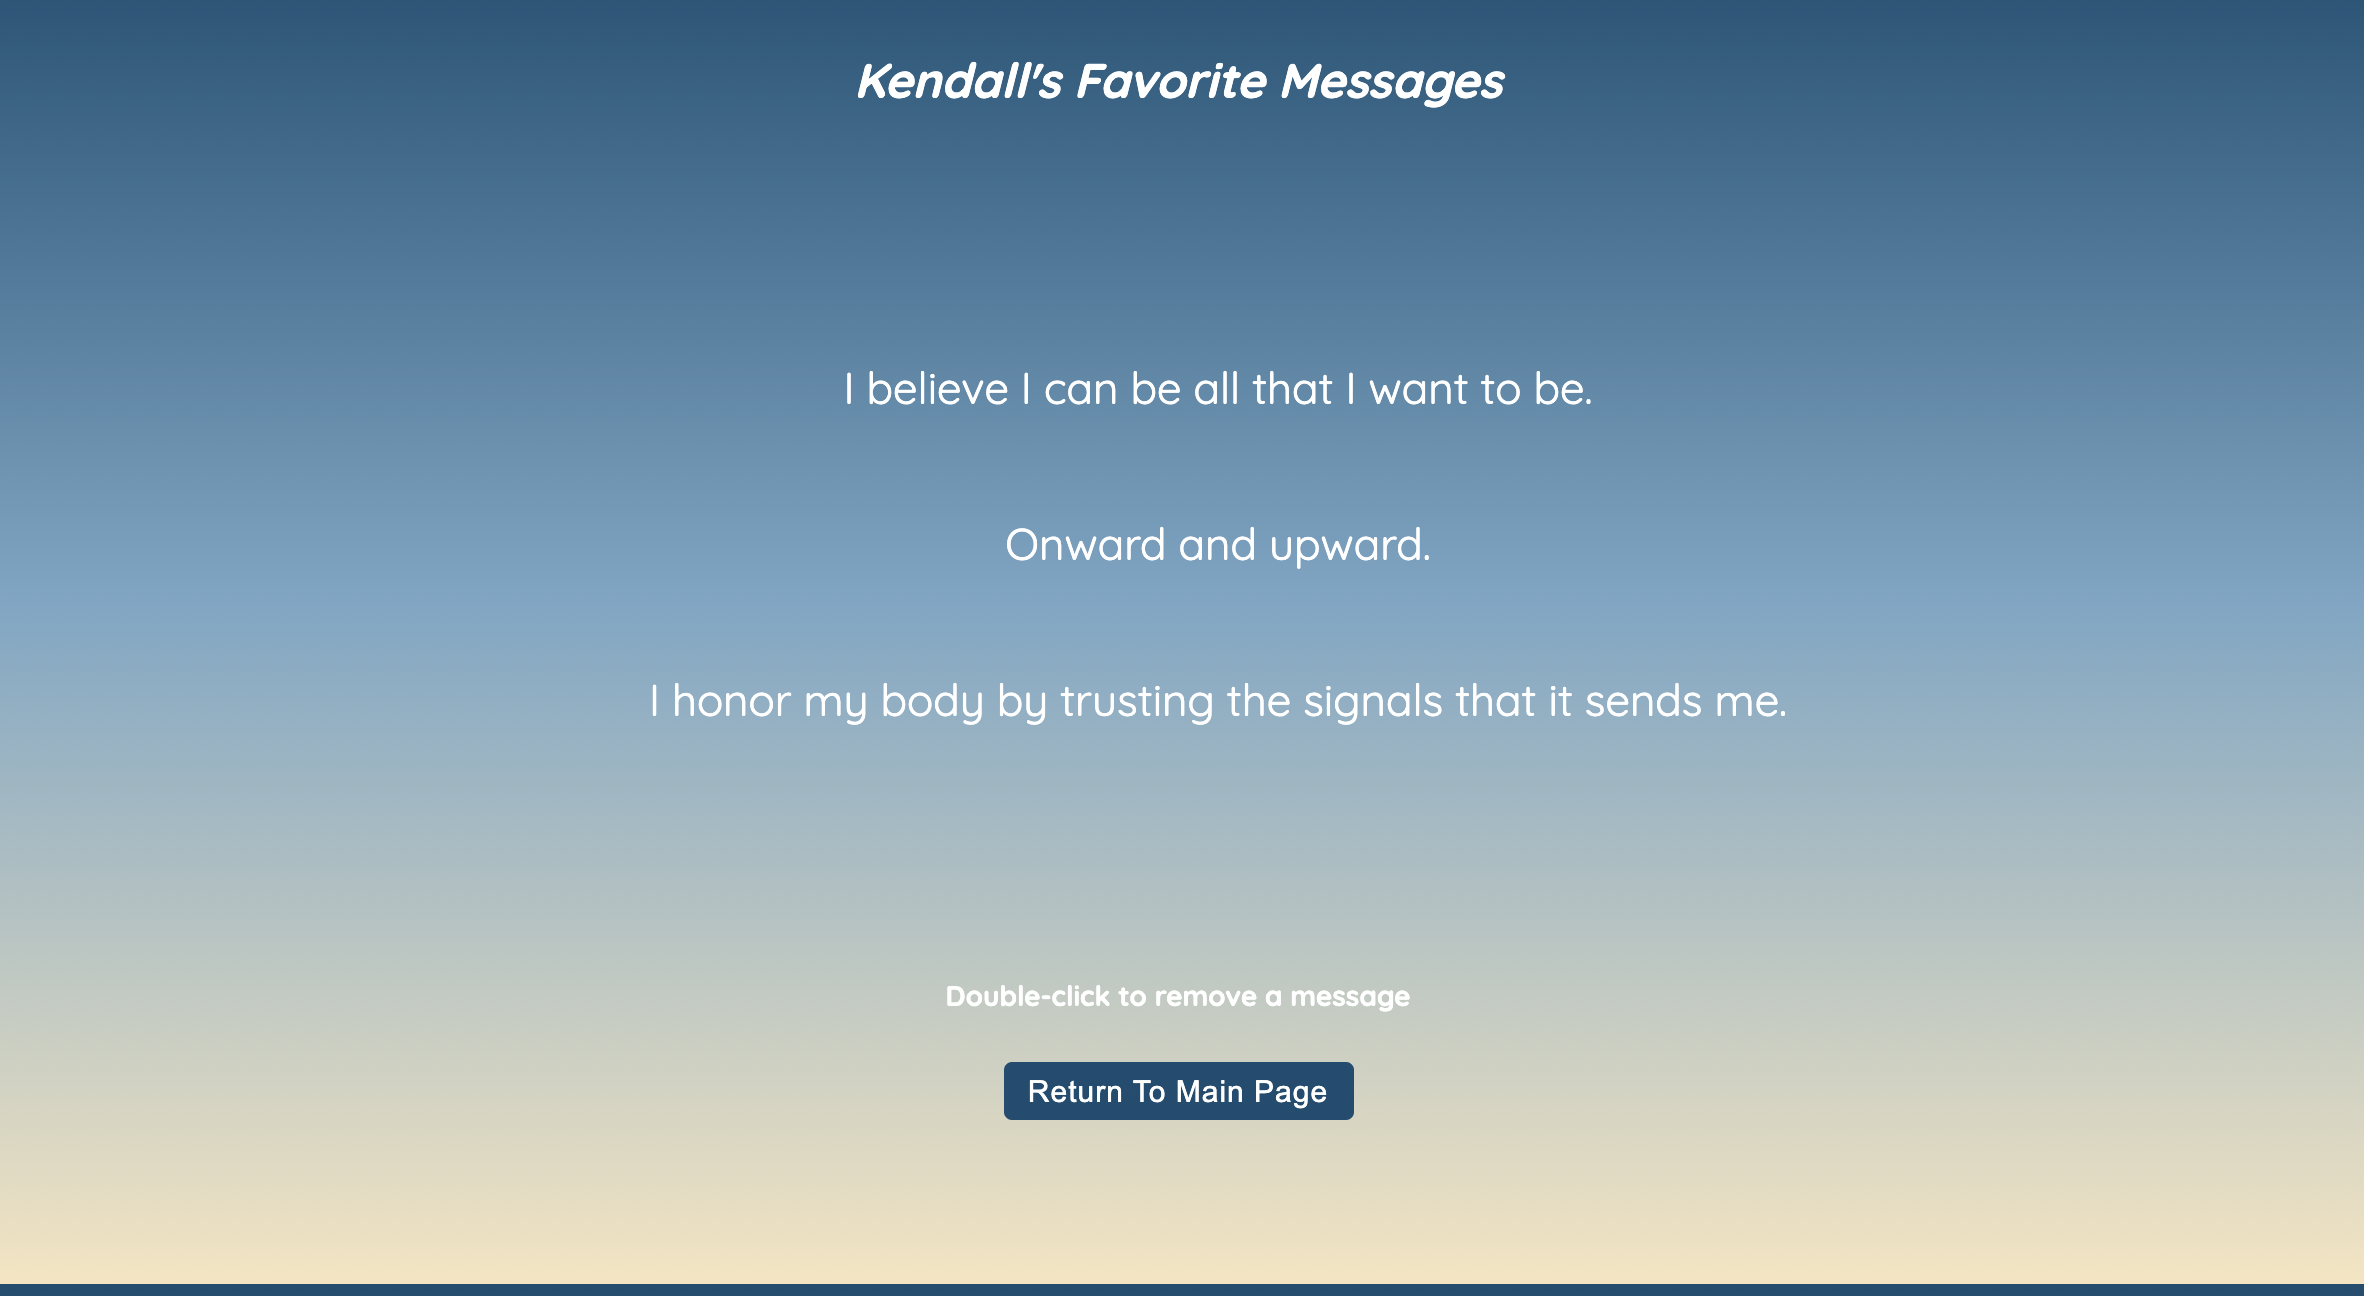 Kendall's Favorite Messages
I believe I can be all that I want to be.
Onward and upward.
I honor my body by trusting the signals that it sends me.
Double-click to remove a message
Return To Main Page